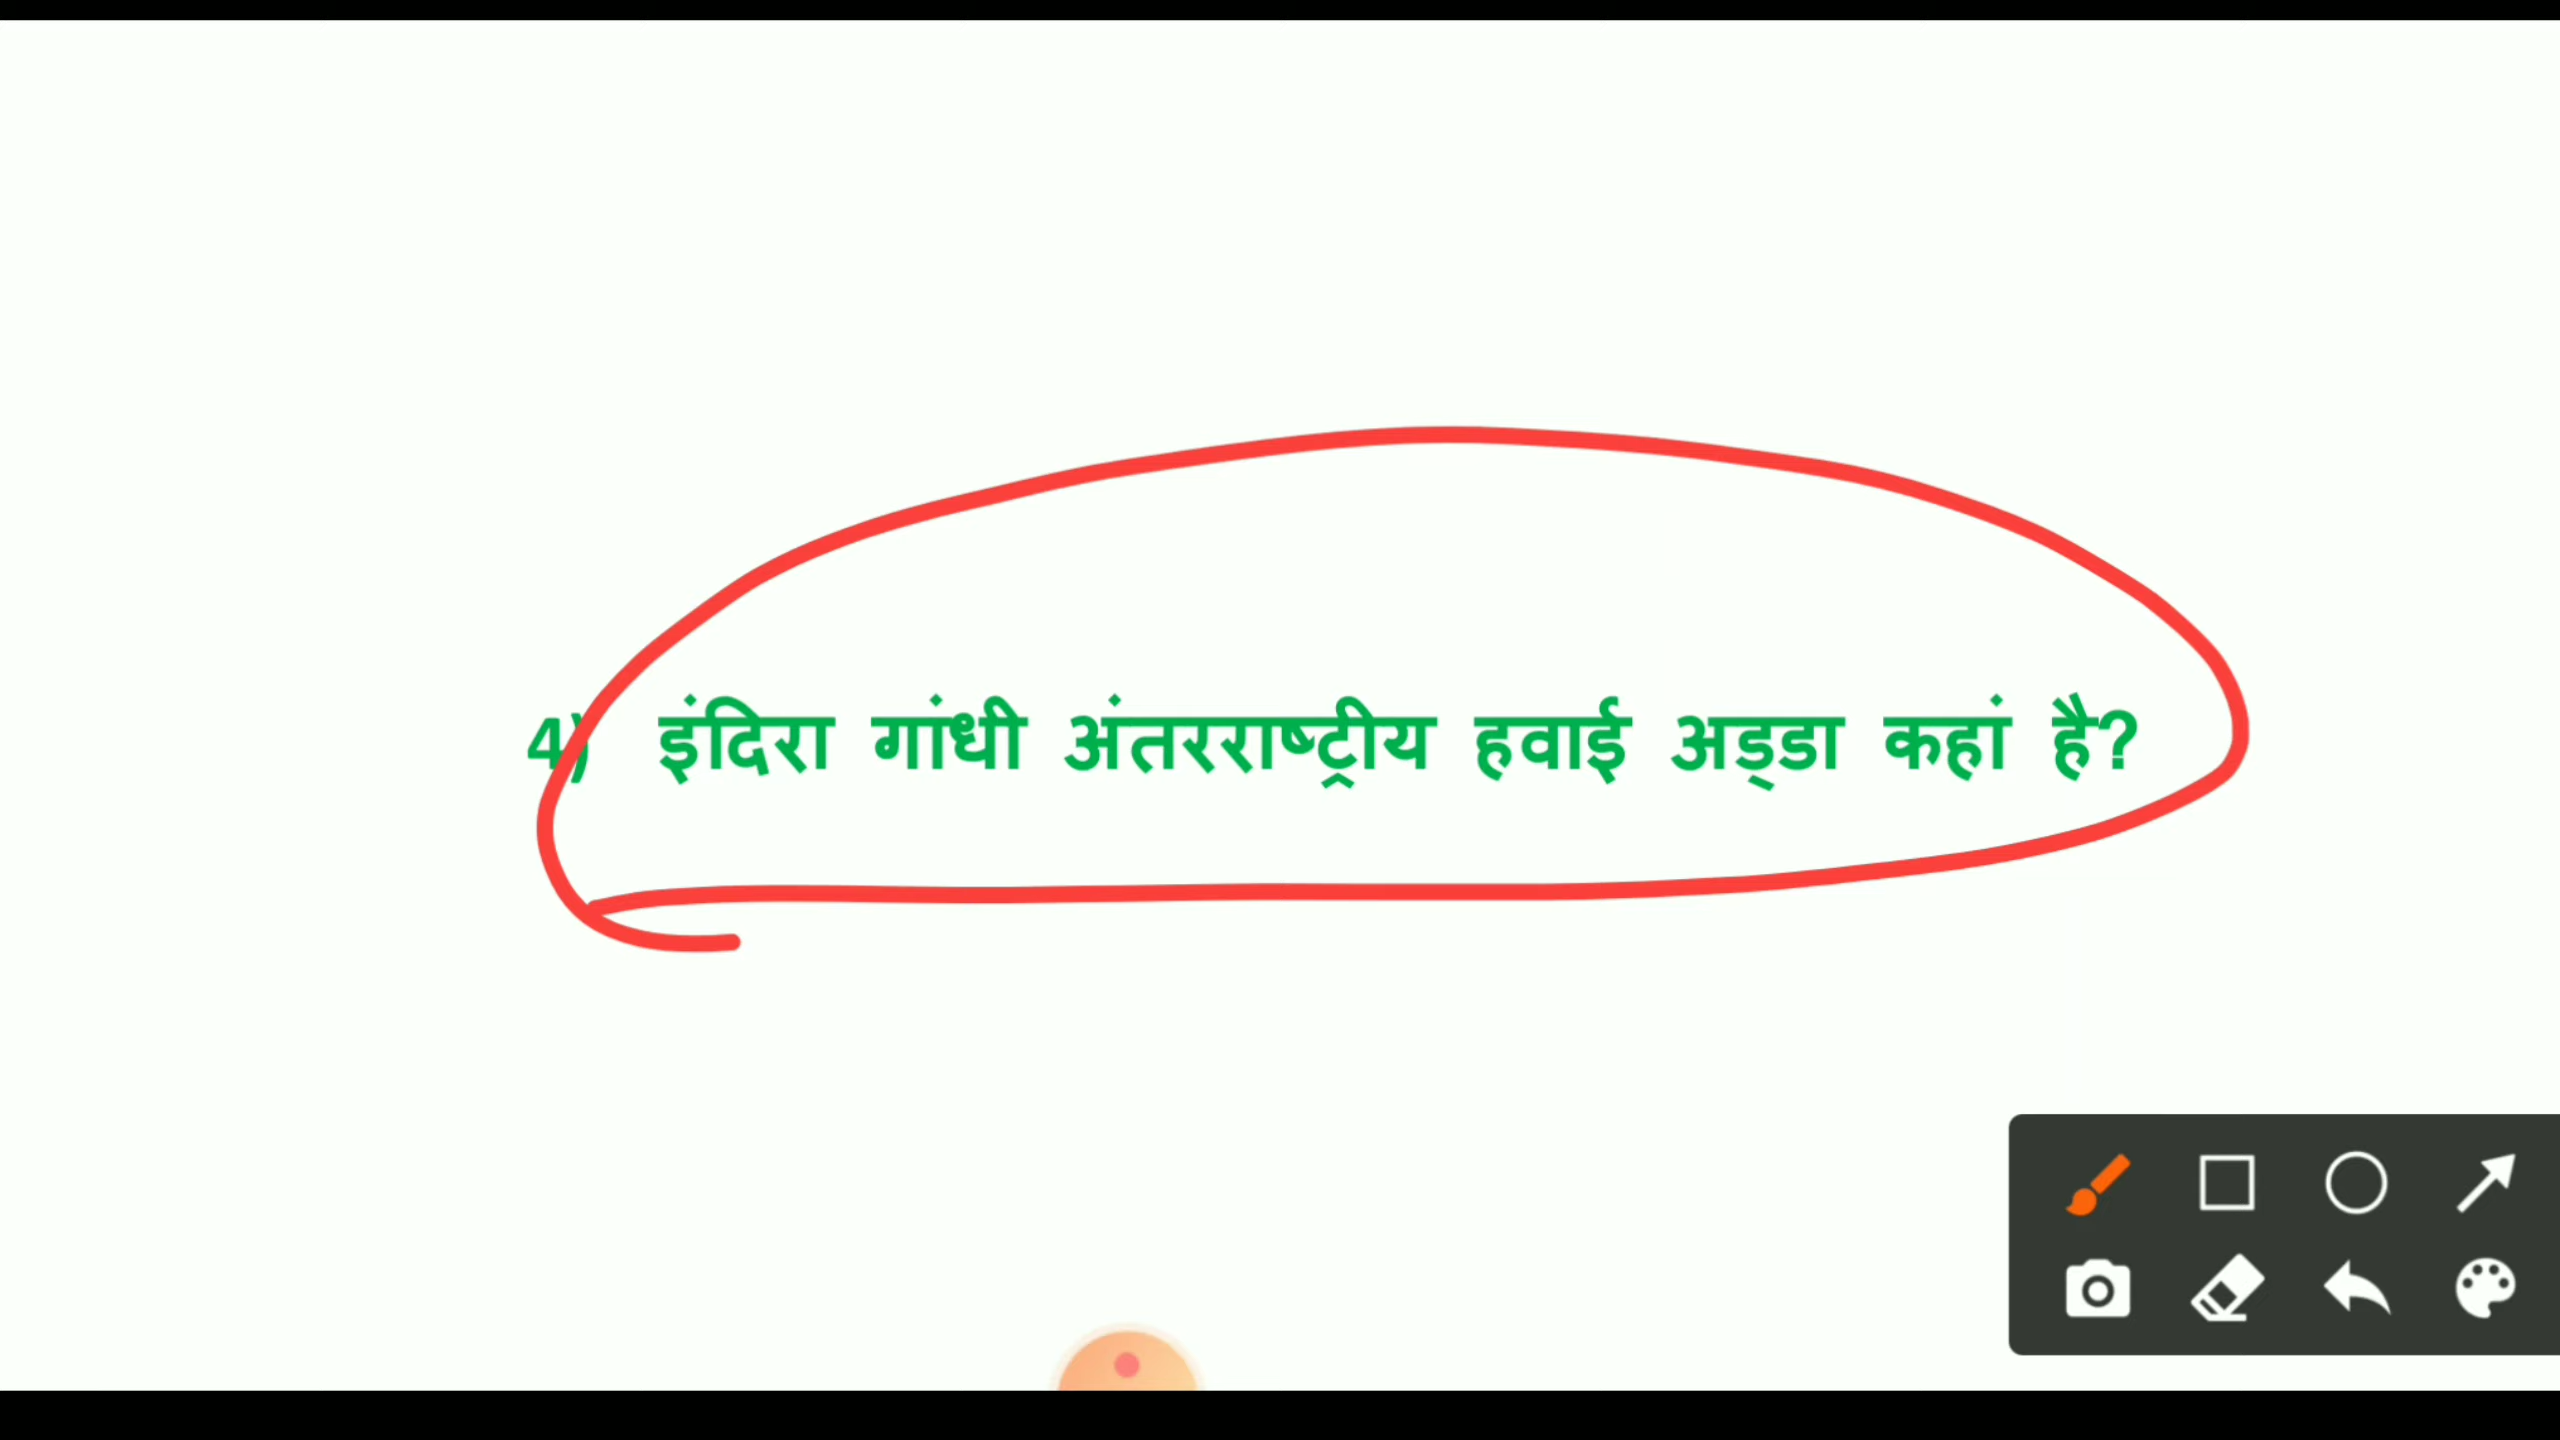 4) इंदिरा गांधी अंतरराष्ट्रीय हवाई अड्डा कहां है?